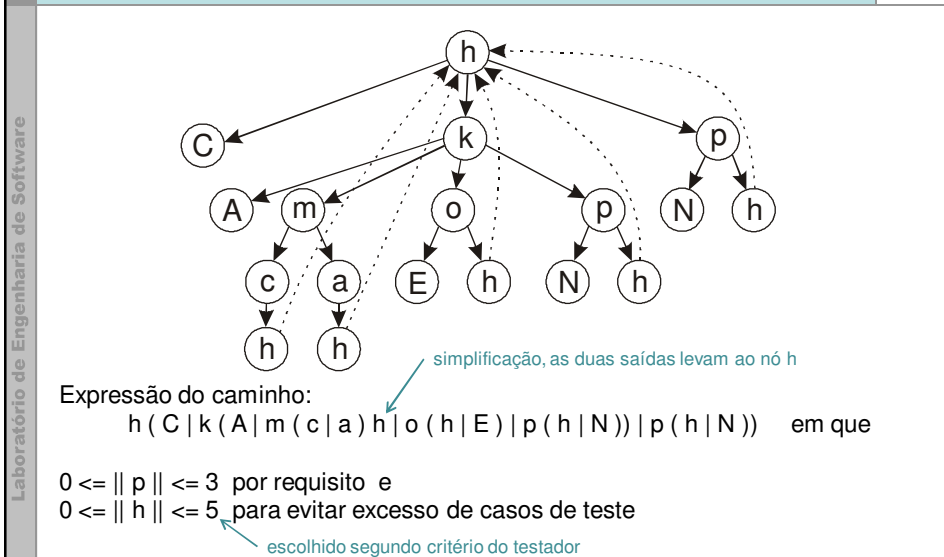 Laboratório de Engenharia de Software
h
C
k
p
A
m
o
p
N
h
c
a
E
h
N
h
h
h
simplificação, as duas saídas levam ao nó h
Expressão do caminho:
h ( C | k ( A | m ( c | a ) h | o ( h | E ) | p ( h | N )) | p ( h | N )) em que
0 <= || p || <= 3 por requisito e
0 <= || h || <= 5 para evitar excesso de casos de teste
escolhido segundo critério do testador